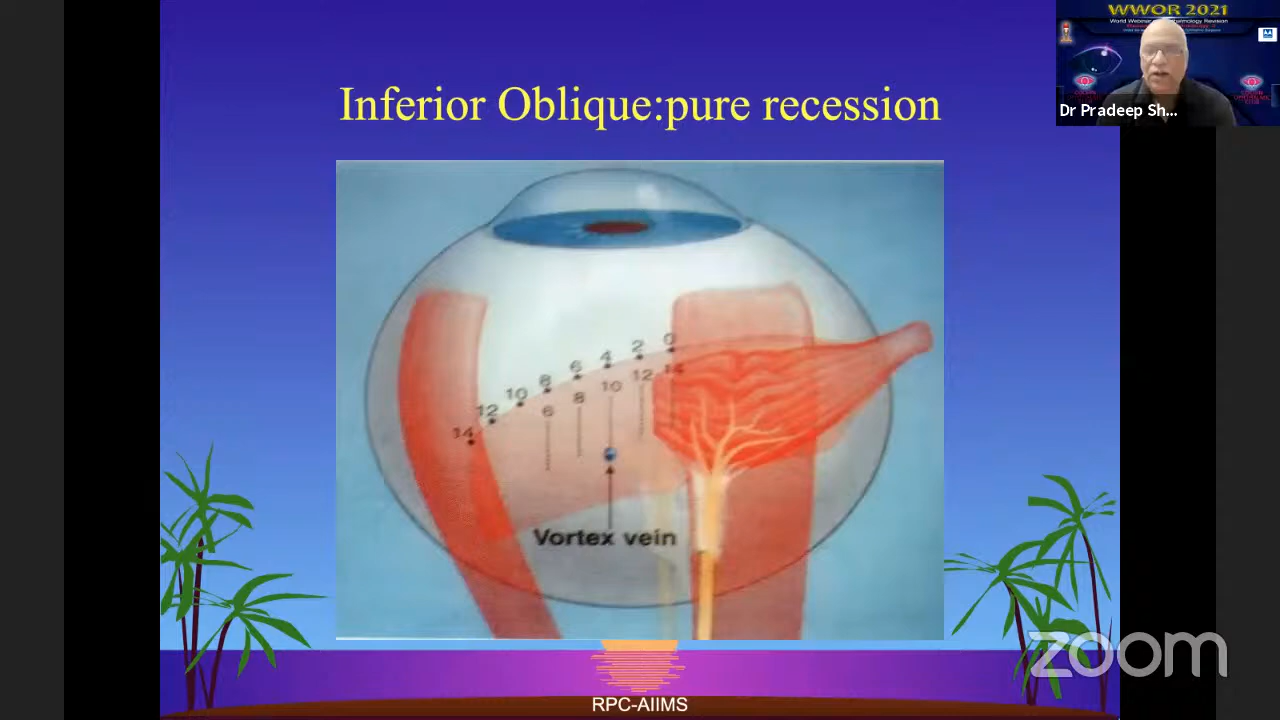 WWOR 2021
Dr Pradeep Sh...
Inferior Oblique:pure recession
0
2
4
6
8
10
12
14
14
12
10
8
6
Vortex vein
zoom
RPC-AIIMS